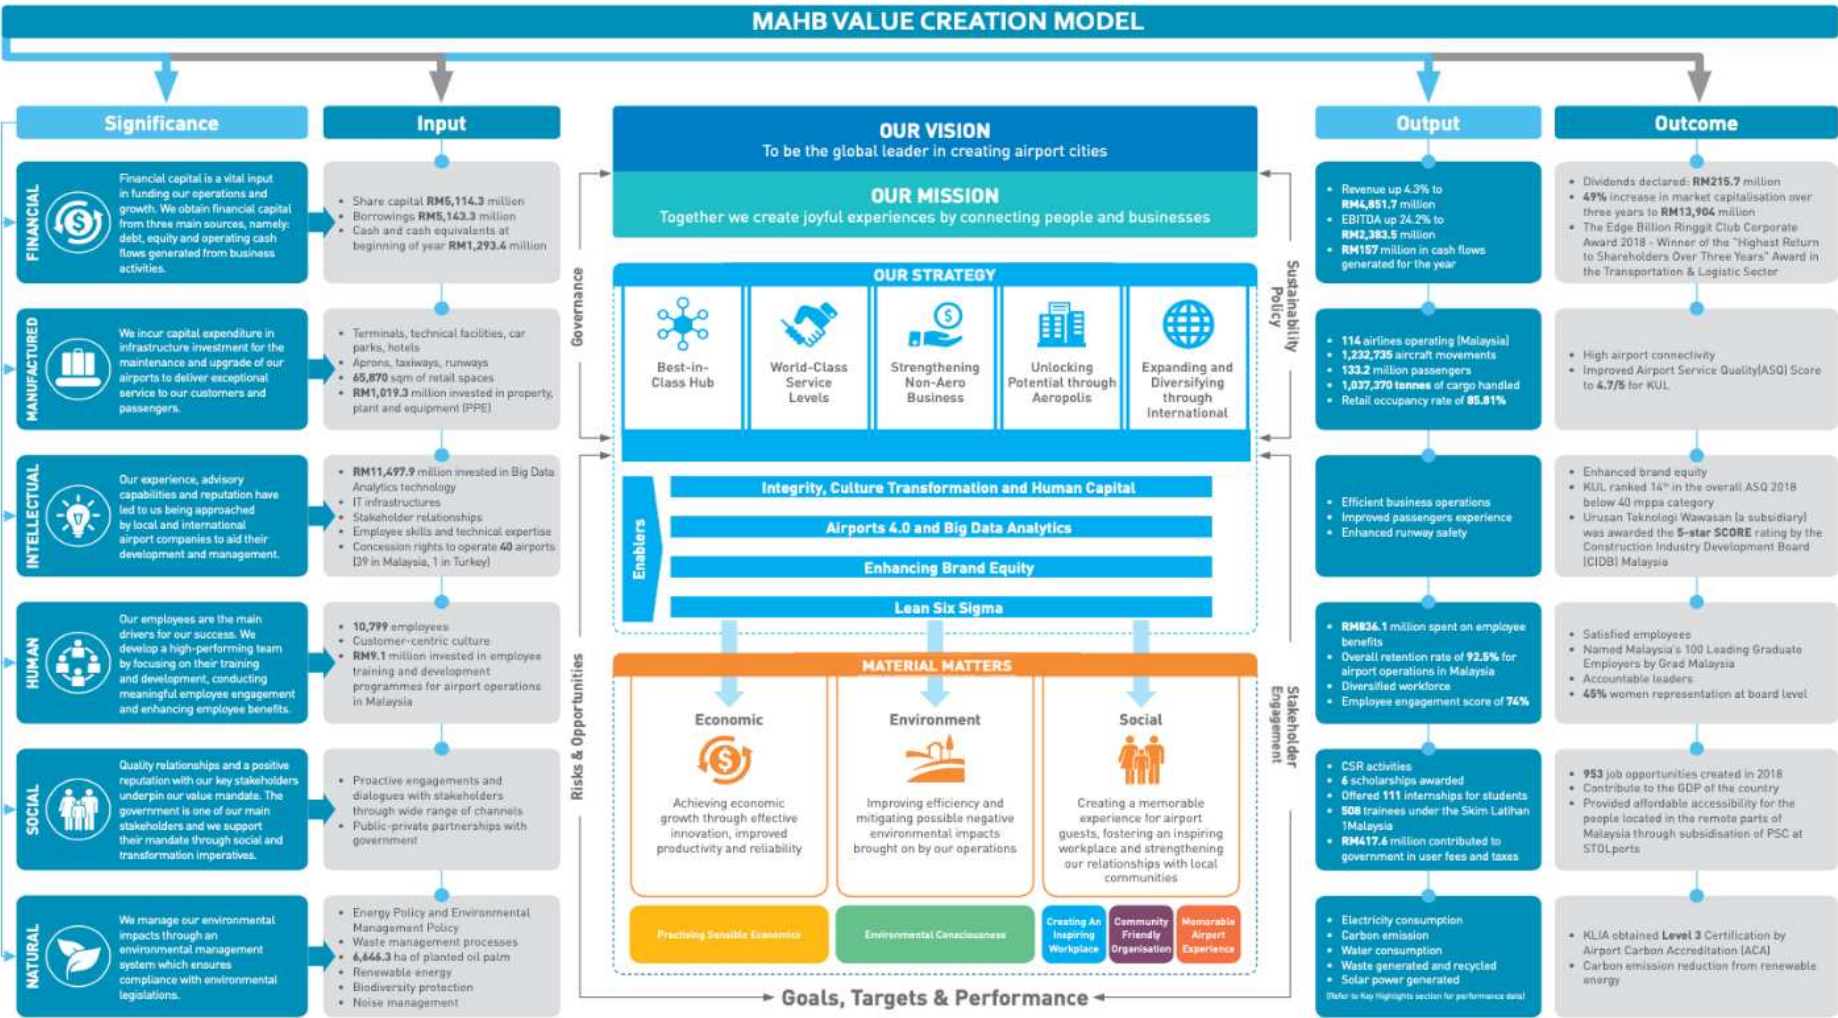 MAHB VALUE CREATION MODEL
Significance
Input
Output
Outcome
FINANCIAL
Financial capital is a vital input
in funding our operations and
growth. We obtain financial capital
from three main sources, namely:
debt, equity and operating cash
flows generated from business
activities.
• Share capital RM5,114.3 million
• Borrowings RM5,143.3 million
• Cash and cash equivalents at
beginning of year RM1,293.4 million
MANUFACTURED
We incur capital expenditure in
infrastructure investment for the
maintenance and upgrade of our
airports to deliver exceptional
service to our customers and
passengers.
• Terminals, technical facilities, car
parks, hotels
• Aprons, taxiways, runways
• 65,870 sqm of retail spaces
• RM1,019.3 million invested in property,
plant and equipment (PPE)
INTELLECTUAL
Our experience, advisory
capabilities and reputation have
led to us being approached
by local and international
airport companies to aid their
development and management.
• RM11,497.9 million invested in Big Data
Analytics technology
• IT infrastructures
• Stakeholder relationships
• Employee skills and technical expertise
• Concession rights to operate 40 airports
(39 in Malaysia, 1 in Turkey)
HUMAN
Our employees are the main
drivers for our success. We
develop a high-performing team
by focusing on their training
and development, conducting
meaningful employee engagement
and enhancing employee benefits.
• 10,799 employees
• Customer-centric culture
• RM9.1 million invested in employee
training and development
programmes for airport operations
in Malaysia
SOCIAL
Quality relationships and a positive
reputation with our key stakeholders
underpin our value mandate. The
government is one of our main
stakeholders and we support
their mandate through social and
transformation imperatives.
• Proactive engagements and
dialogues with stakeholders
through wide range of channels
• Public-private partnerships with
government
NATURAL
We manage our environmental
impacts through an
environmental management
system which ensures
compliance with environmental
legislations.
• Energy Policy and Environmental
Management Policy
• Waste management processes
• 6,646.3 ha of planted oil palm
• Renewable energy
• Biodiversity protection
• Noise management
Governance
Risks & Opportunities
OUR VISION
To be the global leader in creating airport cities
OUR MISSION
Together we create joyful experiences by connecting people and businesses
OUR STRATEGY
Best-in-
Class Hub
World-Class
Service
Levels
Strengthening
Non-Aero
Business
Unlocking
Potential through
Aeropolis
Expanding and
Diversifying
through
International
Enablers
Integrity, Culture Transformation and Human Capital
Airports 4.0 and Big Data Analytics
Enhancing Brand Equity
Lean Six Sigma
MATERIAL MATTERS
Economic
Achieving economic
growth through effective
innovation, improved
productivity and reliability
Environment
Improving efficiency and
mitigating possible negative
environmental impacts
brought on by our operations
Social
Creating a memorable
experience for airport
guests, fostering an inspiring
workplace and strengthening
our relationships with local
communities
Practising Sensible Economics
Environmental Consciousness
Creating An
Inspiring
Workplace
Community
Friendly
Organisation
Memorable
Airport
Experience
Goals, Targets & Performance
Sustainability
Policy
Stakeholder
Engagement
• Revenue up 4.3% to
RM4,851.7 million
• EBITDA up 24.2% to
RM2,383.5 million
• RM157 million in cash flows
generated for the year
• Dividends declared: RM215.7 million
• 49% increase in market capitalisation over
three years to RM13,904 million
• The Edge Billion Ringgit Club Corporate
Award 2018 - Winner of the "Highest Return
to Shareholders Over Three Years" Award in
the Transportation & Logistic Sector
• 114 airlines operating (Malaysia)
• 1,232,735 aircraft movements
• 133.2 million passengers
• 1,037,370 tonnes of cargo handled
• Retail occupancy rate of 85.81%
• High airport connectivity
• Improved Airport Service Quality(ASQ) Score
to 4.7/5 for KUL
• Efficient business operations
• Improved passengers experience
• Enhanced runway safety
• Enhanced brand equity
• KUL ranked 14th in the overall ASQ 2018
below 40 mppa category
• Urusan Teknologi Wawasan (a subsidiary)
was awarded the 5-star SCORE rating by the
Construction Industry Development Board
(CIDB) Malaysia
• RM836.1 million spent on employee
benefits
• Overall retention rate of 92.5% for
airport operations in Malaysia
• Diversified workforce
• Employee engagement score of 74%
• Satisfied employees
• Named Malaysia's 100 Leading Graduate
Employers by Grad Malaysia
• Accountable leaders
• 45% women representation at board level
• CSR activities
• 6 scholarships awarded
• Offered 111 internships for students
• 508 trainees under the Skim Latihan
1Malaysia
• RM417.6 million contributed to
government in user fees and taxes
• 953 job opportunities created in 2018
• Contribute to the GDP of the country
• Provided affordable accessibility for the
people located in the remote parts of
Malaysia through subsidisation of PSC at
STOLports
• Electricity consumption
• Carbon emission
• Water consumption
• Waste generated and recycled
• Solar power generated
(Refer to Key Highlights section for performance data)
• KLIA obtained Level 3 Certification by
Airport Carbon Accreditation (ACA)
• Carbon emission reduction from renewable
energy